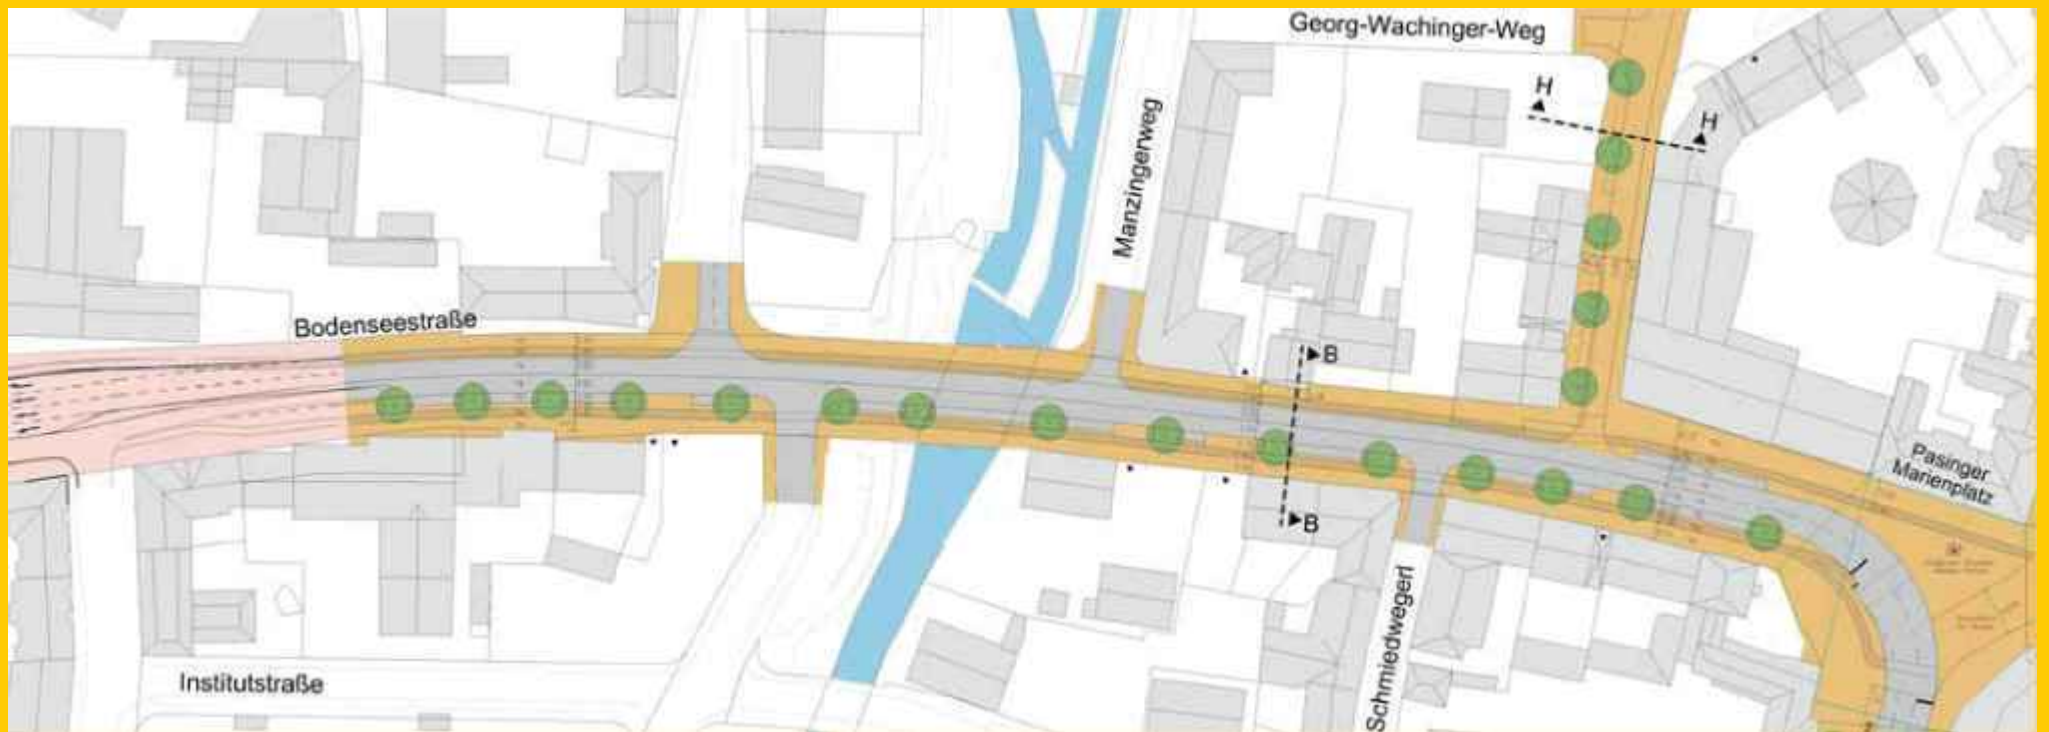 Georg-Wachinger-Weg
H
H
Manzingerweg
Bodenseestraße
B
Pasinger
Marienplatz
B
Schmiedwegerl
Institutstraße